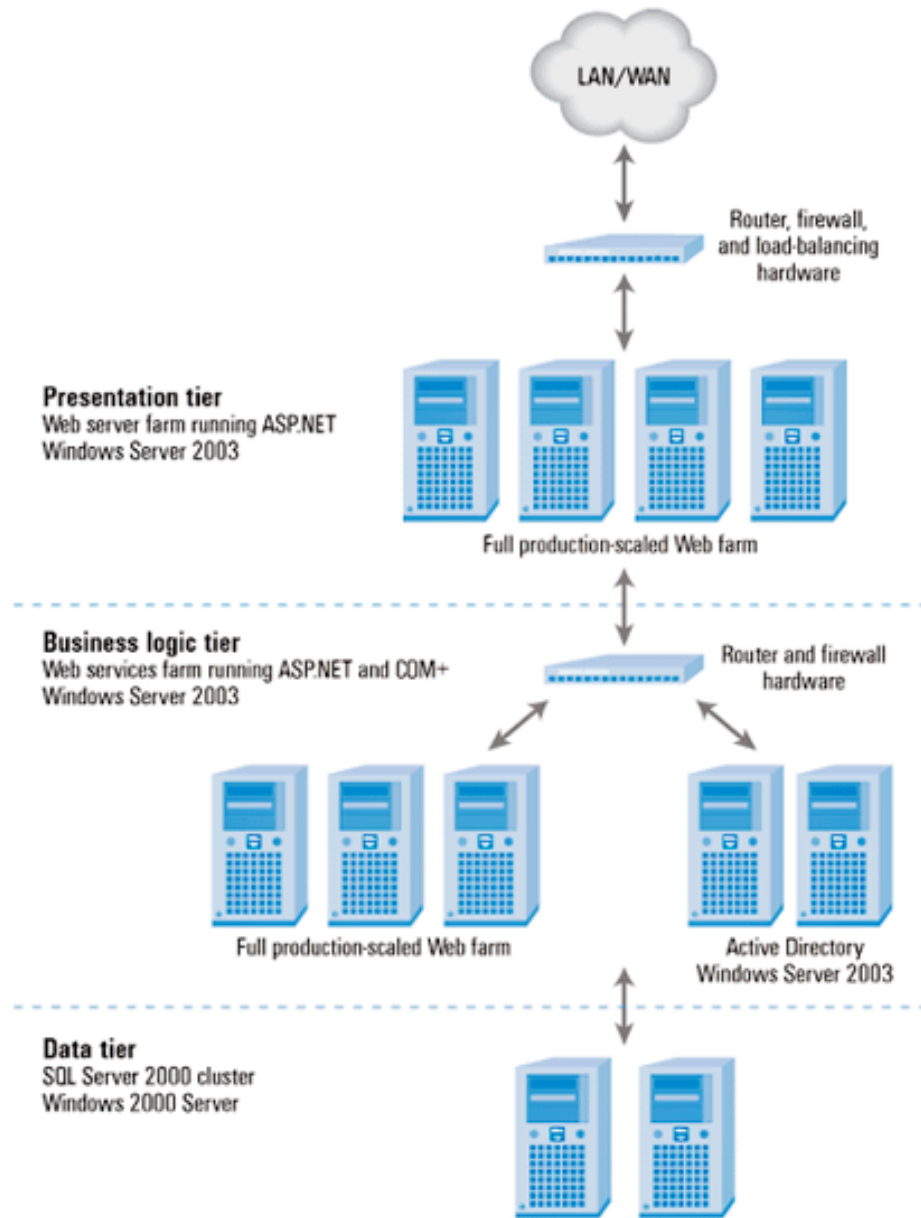 LAN/WAN
Router, firewall,
and load-balancing
hardware
Presentation tier
Web server farm running ASP.NET
Windows Server 2003
Full production-scaled Web farm
Business logic tier
Web services farm running ASP.NET and COM+
Windows Server 2003
Router and firewall
hardware
Full production-scaled Web farm
Active Directory
Windows Server 2003
Data tier
SQL Server 2000 cluster
Windows 2000 Server